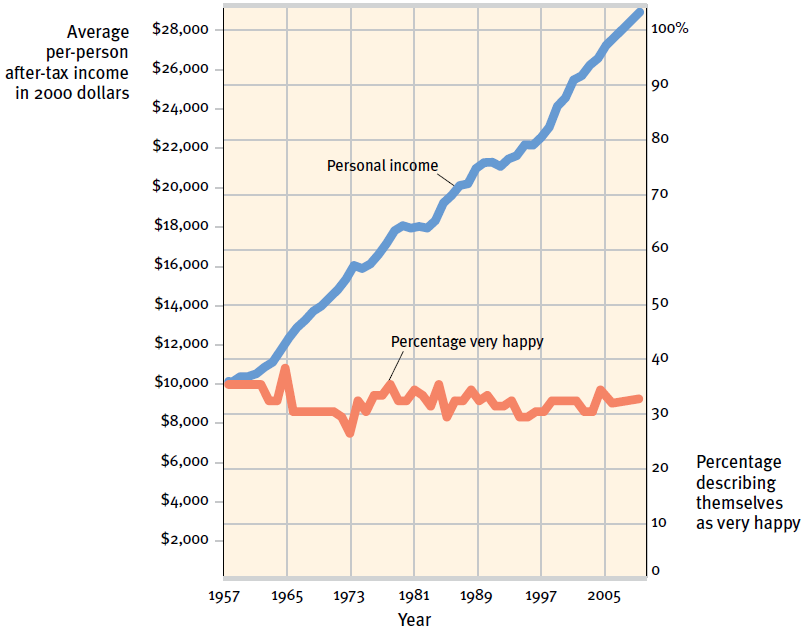 Average
per-person
after-tax income
in 2000 dollars
$28,000
$26,000
$24,000
$22,000
$20,000
$18,000
$16,000
$14,000
$12,000
$10,000
$8,000
$6,000
$4,000
$2,000
Personal income
Percentage very happy
100%
90
80
70
60
50
40
30
20
10
0
Percentage
describing
themselves
as very happy
1957 1965 1973 1981 1989 1997 2005
Year